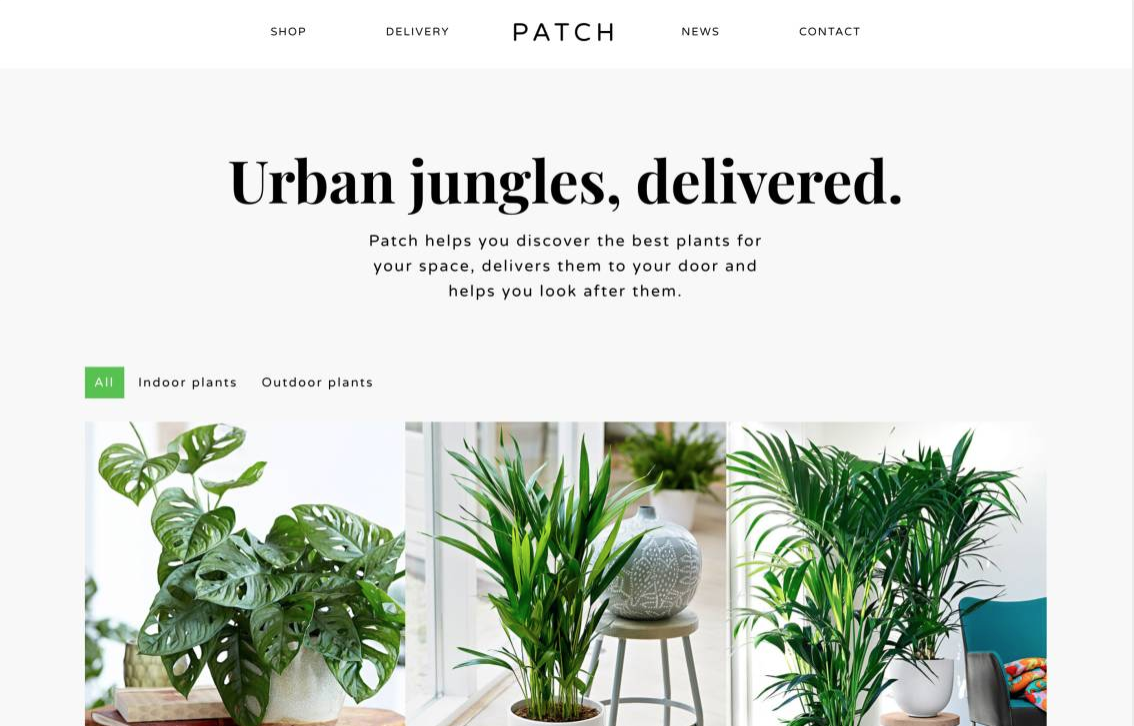 SHOP DELIVERY PATCH NEWS CONTACT
Urban jungles, delivered.
Patch helps you discover the best plants for
your space, delivers them to your door and
helps you look after them.
All Indoor plants Outdoor plants